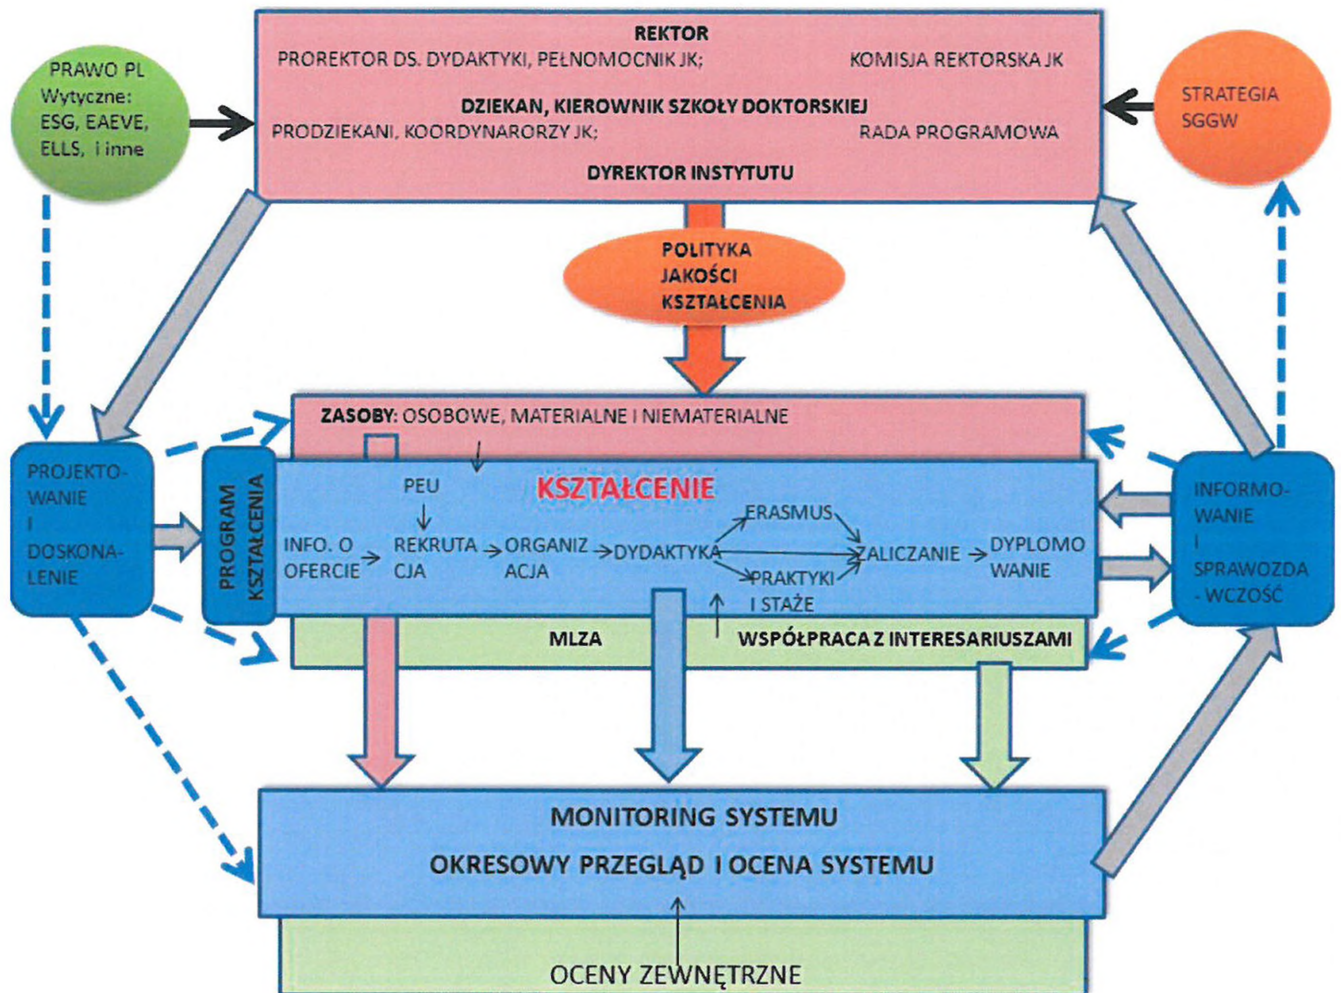 REKTOR
PROREKTOR DS. DYDAKTYKI, PEŁNOMOCNIK JK; KOMISJA REKTORSKA JK
DZIEKAN, KIEROWNIK SZKOŁY DOKTORSKIEJ
PRODZIEKANI, KOORDYNARORZY JK; RADA PROGRAMOWA
DYREKTOR INSTYTUTU
PRAWO PL
Wytyczne:
ESG, EAEVE,
ELLS, i inne
STRATEGIA
SGGW
POLITYKA
JAKOŚCI
KSZTAŁCENIA
ZASOBY: OSOBOWE, MATERIALNE I NIEMATERIALNE
PROJEKTO-
WANIE
I
DOSKONA-
LENIE
PROGRAM
KSZTAŁCENIA
KSZTAŁCENIE
PEU
INFO. O
OFERCIE
REKRUTA
CJA
ORGANIZ
ACJA
DYDAKTYKA
ERASMUS
PRAKTYKI
I STAŻE
ZALICZANIE
DYPLOMO
WANIE
INFORMO-
WANIE
I
SPRAWOZDA
-WCZOŚĆ
MLZA
WSPÓŁPRACA Z INTERESARIUSZAMI
MONITORING SYSTEMU
OKRESOWY PRZEGLĄD I OCENA SYSTEMU
OCENY ZEWNĘTRZNE